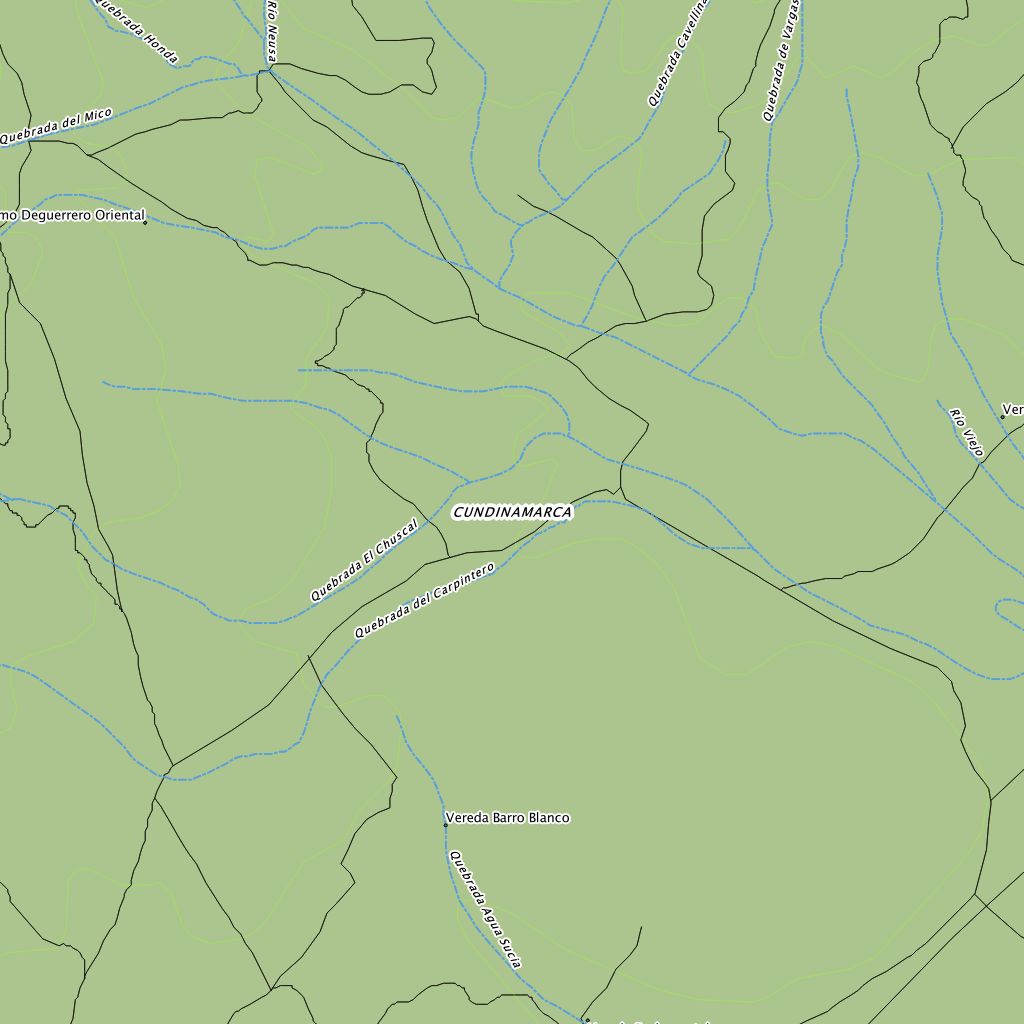 Quebrada Honda
Río Neusa
Quebrada Cavellina
Quebrada de Vargas
Quebrada del Mico
mo Deguerrero Oriental
Ver
Río Viejo
CUNDINAMARCA
Quebrada El Chuscal
Quebrada del Carpintero
Vereda Barro Blanco
Quebrada Agua Sucia